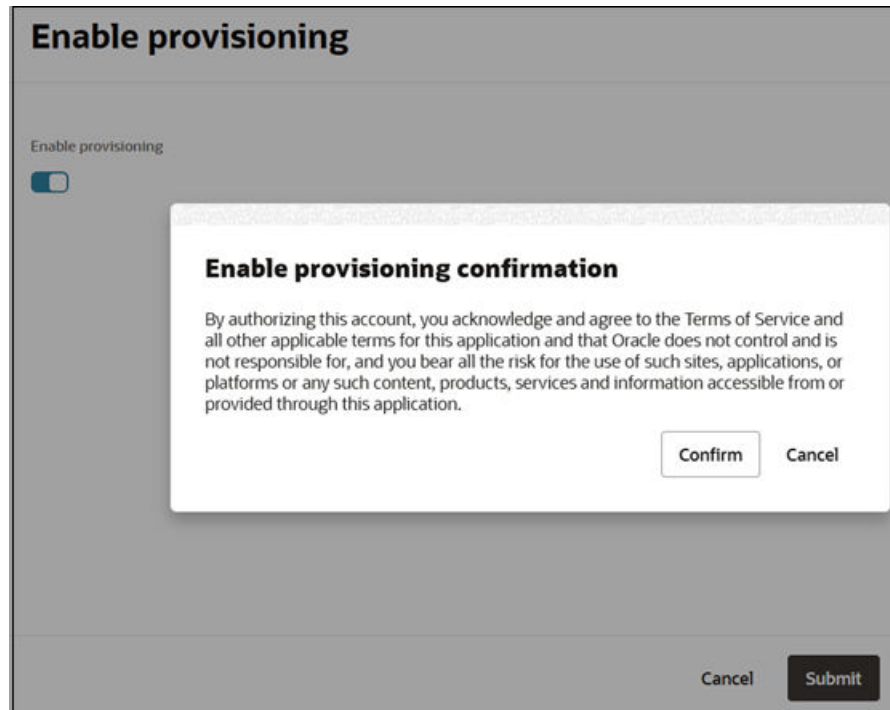 Enable provisioning
Enable provisioning
Enable provisioning confirmation
By authorizing this account, you acknowledge and agree to the Terms of Service and
all other applicable terms for this application and that Oracle does not control and is
not responsible for, and you bear all the risk for the use of such sites, applications, or
platforms or any such content, products, services and information accessible from or
provided through this application.
Confirm Cancel
Cancel Submit